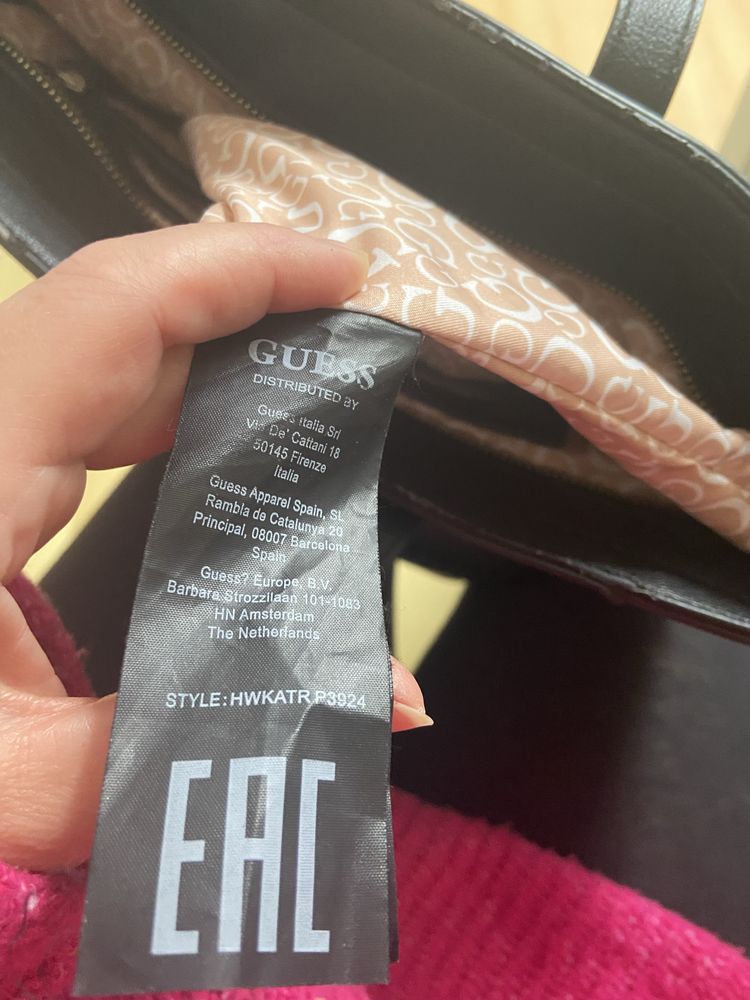 GUESS
DISTRIBUTED BY
Guess Italia Srl
Via De' Cattani 18
50145 Firenze
Italia
Guess Apparel Spain, SL
Rambla de Catalunya 20
Principal, 08007 Barcelona
Spain
Guess? Europe, B.V.
Barbara Strozzilaan 101-1083
HN Amsterdam
The Netherlands
STYLE: HWKATR P3924
EAC